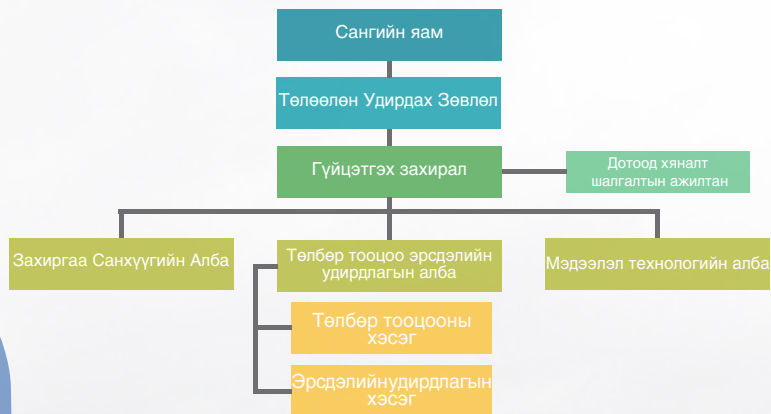 Сангийн яам
Төлөөлөн Удирдах Зөвлөл
Гүйцэтгэх захирал
Дотоод хяналт
шалгалтын ажилтан
Захиргаа Санхүүгийн Алба
Төлбөр тооцоо эрсдэлийн
удирдлагын алба
Мэдээлэл технологийн алба
Төлбөр тооцооны
хэсэг
Эрсдэлийнудирдлагын
хэсэг